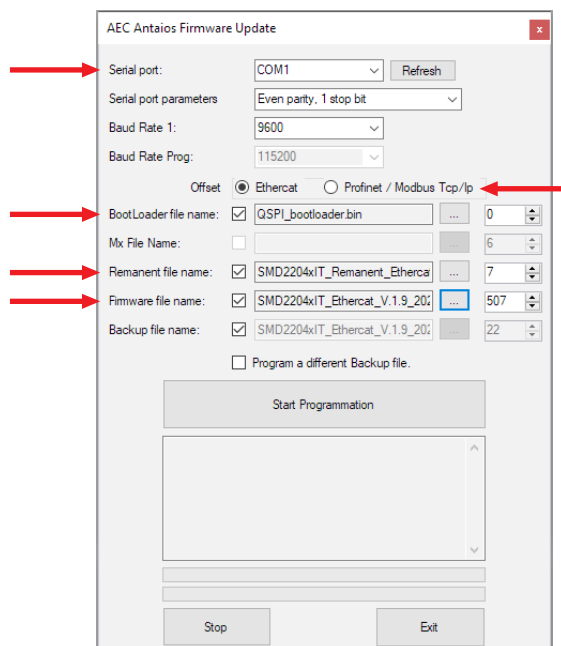 AEC Antaios Firmware Update x
Serial port: COM1 Refresh
Serial port parameters Even parity, 1 stop bit
Baud Rate 1: 9600
Baud Rate Prog: 115200
Offset Ethercat Profinet / Modbus Tcp/Ip
BootLoader file name: QSPI_bootloader.bin ... 0
Mx File Name: ... 6
Remanent file name: SMD2204xIT_Remanent_Etherca ... 7
Firmware file name: SMD2204xIT_Ethercat_V.1.9_202 ... 507
Backup file name: SMD2204xIT_Ethercat_V.1.9_202 ... 22
Program a different Backup file.
Start Programmation
Stop Exit